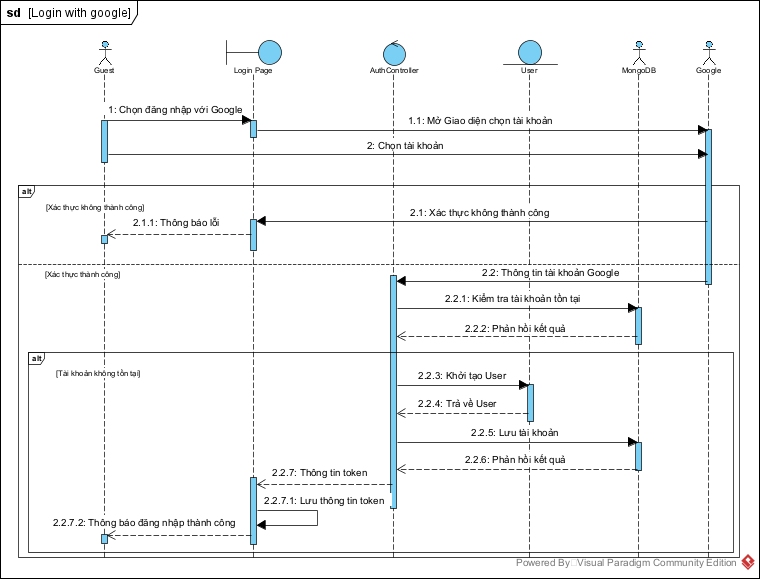 sd [Login with google]
Guest
Login Page
AuthController
User
MongoDB
Google
1: Chọn đăng nhập với Google
1.1: Mở Giao diện chọn tài khoản
2: Chọn tài khoản
alt
[Xác thực không thành công]
2.1: Xác thực không thành công
2.1.1: Thông báo lỗi
[Xác thực thành công]
2.2: Thông tin tài khoản Google
2.2.1: Kiểm tra tài khoản tồn tại
2.2.2: Phản hồi kết quả
alt
[Tài khoản không tồn tại]
2.2.3: Khởi tạo User
2.2.4: Trả về User
2.2.5: Lưu tài khoản
2.2.6: Phản hồi kết quả
2.2.7: Thông tin token
2.2.7.1: Lưu thông tin token
2.2.7.2: Thông báo đăng nhập thành công
Powered By Visual Paradigm Community Edition